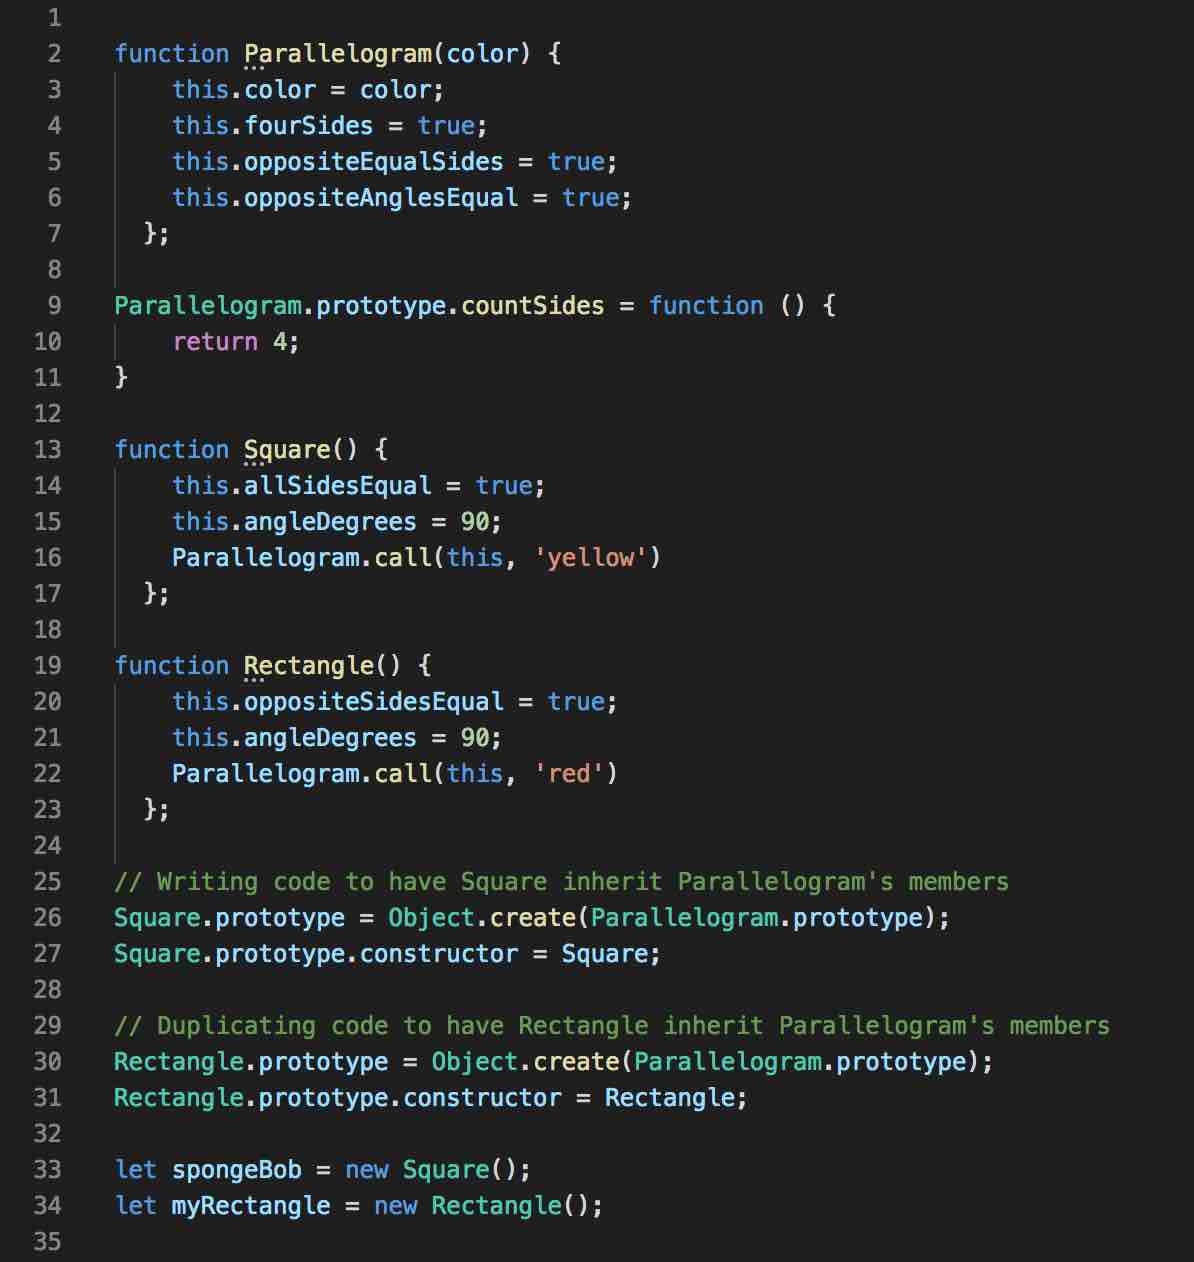 1
2 function Parallelogram(color) {
3     this.color = color;
4     this.fourSides = true;
5     this.oppositeEqualSides = true;
6     this.oppositeAnglesEqual = true;
7   };
8
9 Parallelogram.prototype.countSides = function () {
10     return 4;
11 }
12
13 function Square() {
14     this.allSidesEqual = true;
15     this.angleDegrees = 90;
16     Parallelogram.call(this, 'yellow')
17   };
18
19 function Rectangle() {
20     this.oppositeSidesEqual = true;
21     this.angleDegrees = 90;
22     Parallelogram.call(this, 'red')
23   };
24
25 // Writing code to have Square inherit Parallelogram's members
26 Square.prototype = Object.create(Parallelogram.prototype);
27 Square.prototype.constructor = Square;
28
29 // Duplicating code to have Rectangle inherit Parallelogram's members
30 Rectangle.prototype = Object.create(Parallelogram.prototype);
31 Rectangle.prototype.constructor = Rectangle;
32
33 let spongeBob = new Square();
34 let myRectangle = new Rectangle();
35